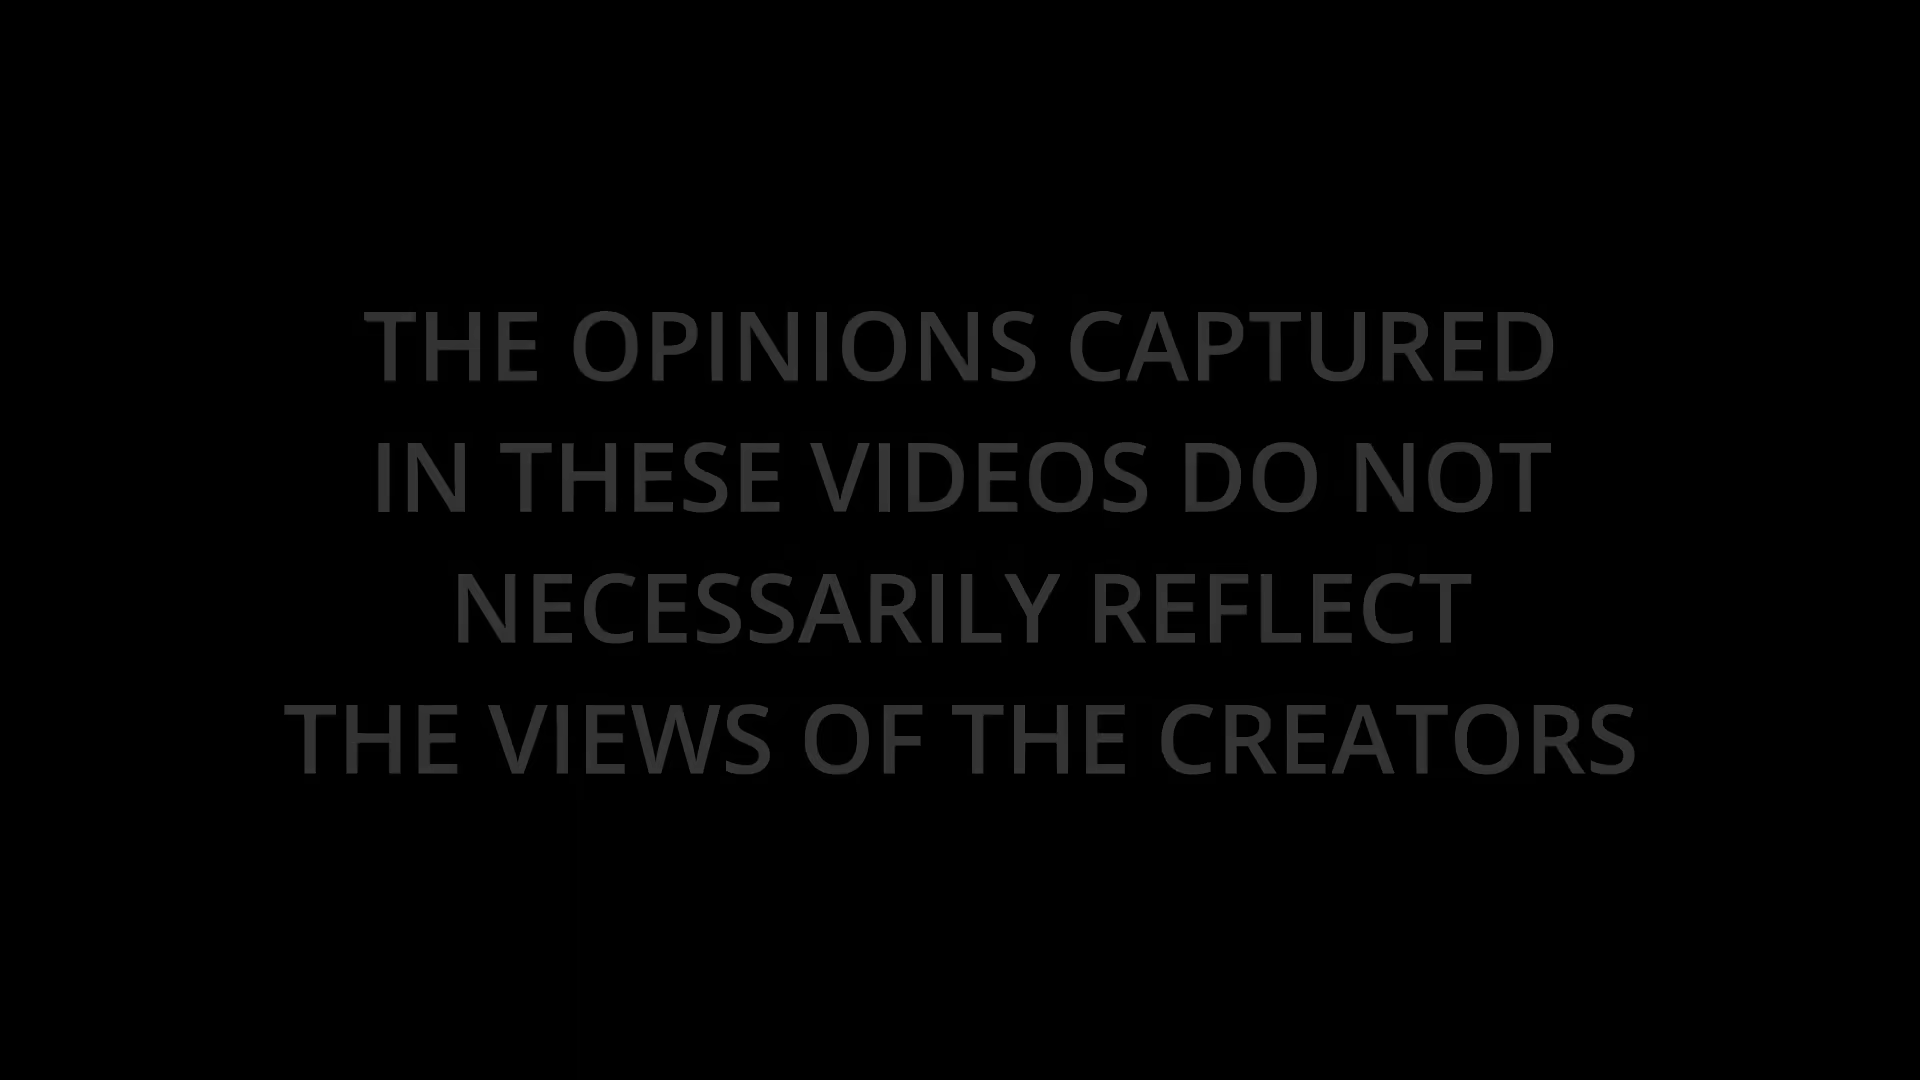 THE OPINIONS CAPTURED
IN THESE VIDEOS DO NOT
NECESSARILY REFLECT
THE VIEWS OF THE CREATORS